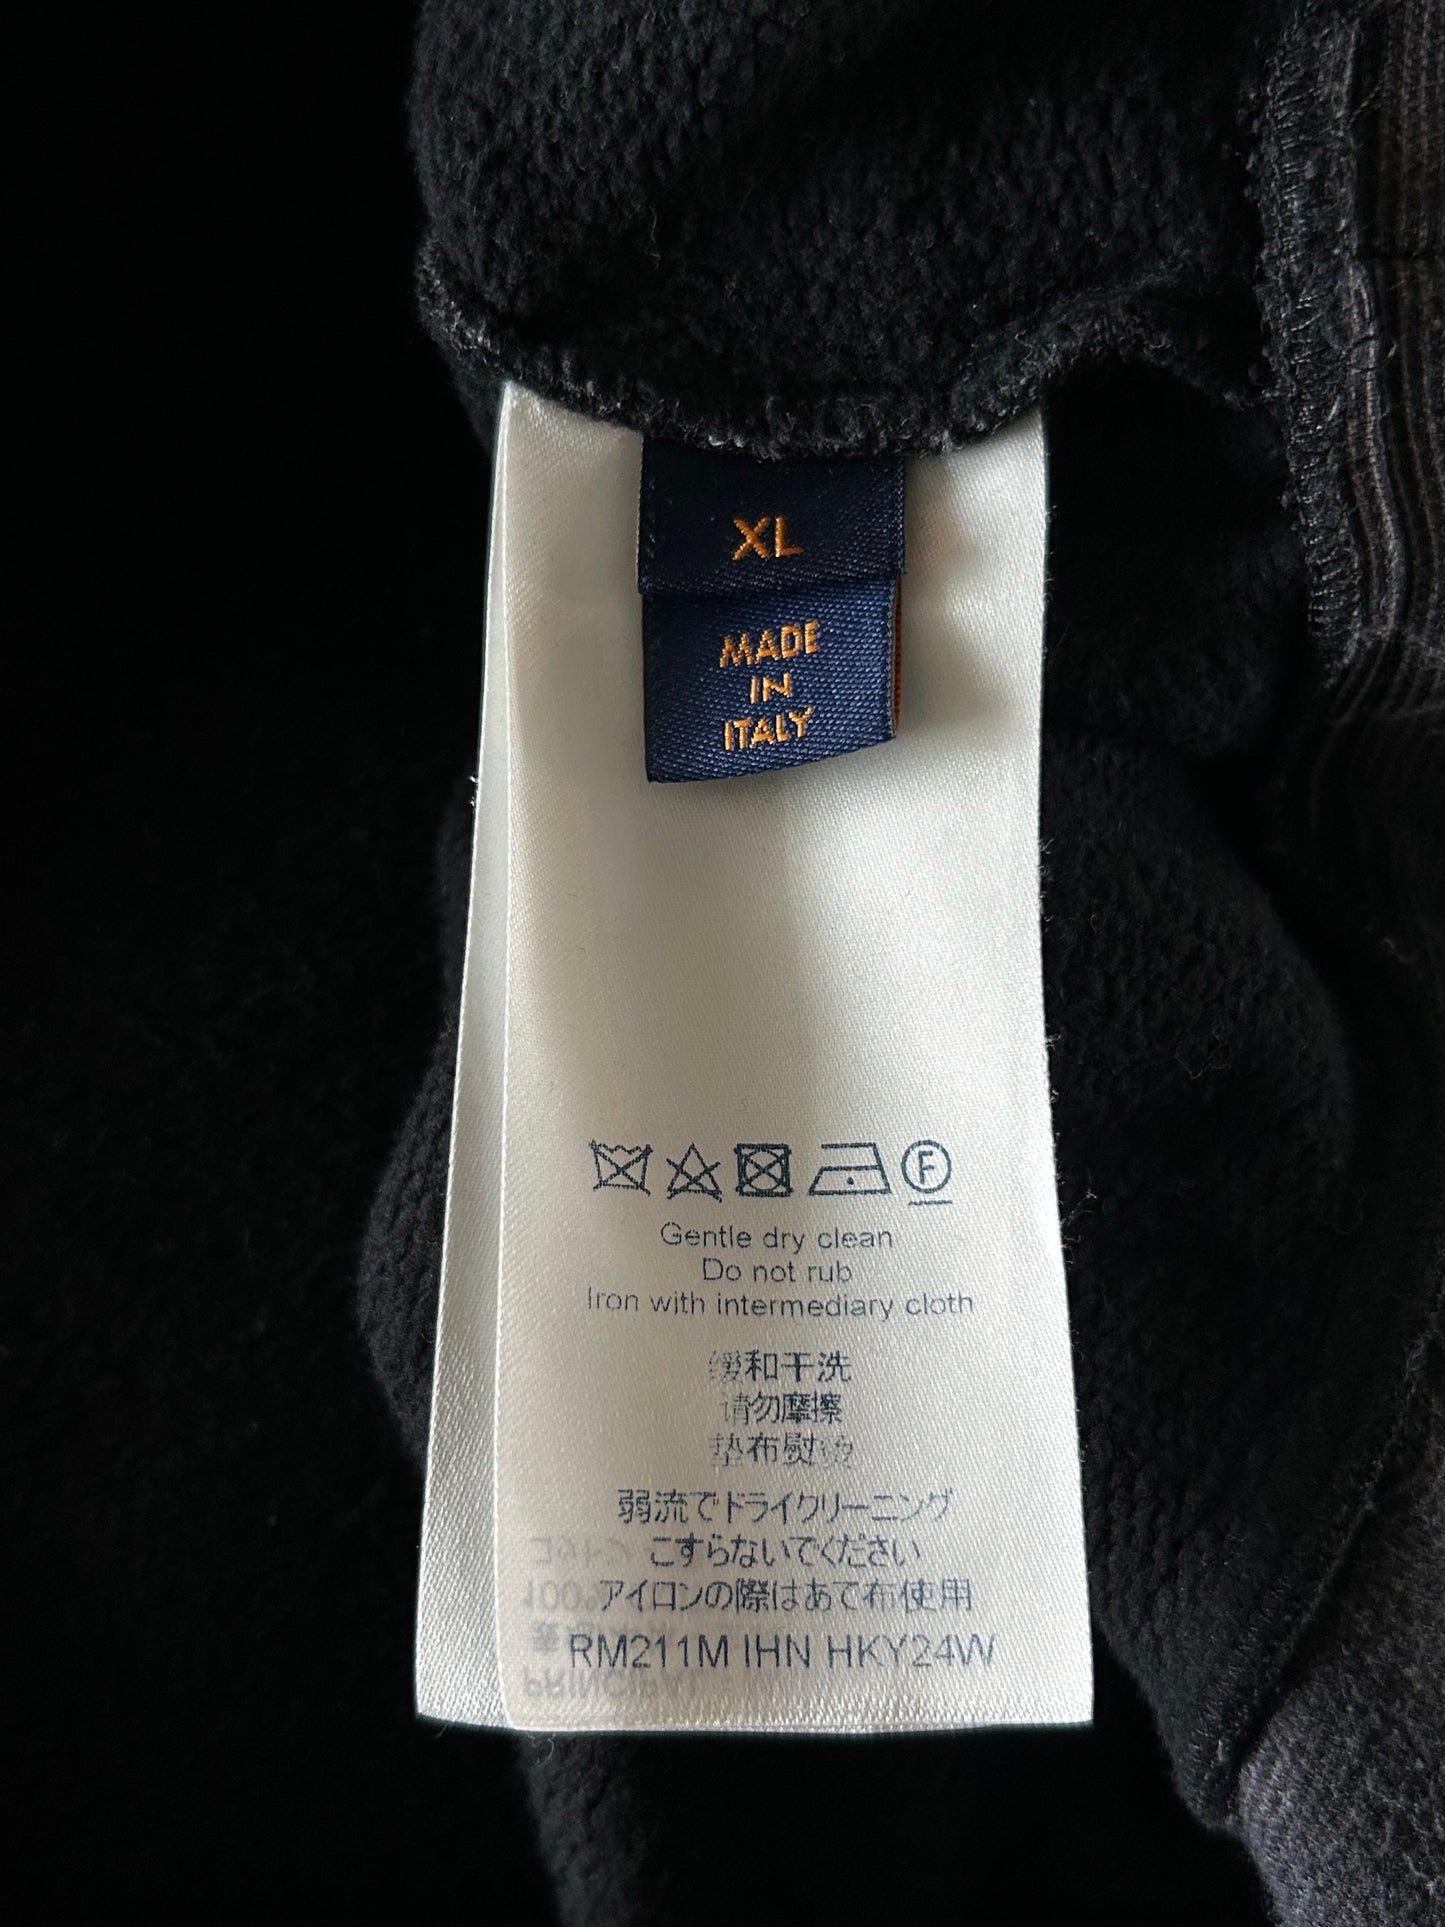 XL
MADE
IN
ITALY
F
Gentle dry clean
Do not rub
Iron with intermediary cloth
缓和干洗
请勿摩擦
垫布熨烫
弱流でドライクリーニング
こすらないでください
アイロンの際はあて布使用
RM211M IHN HKY24W